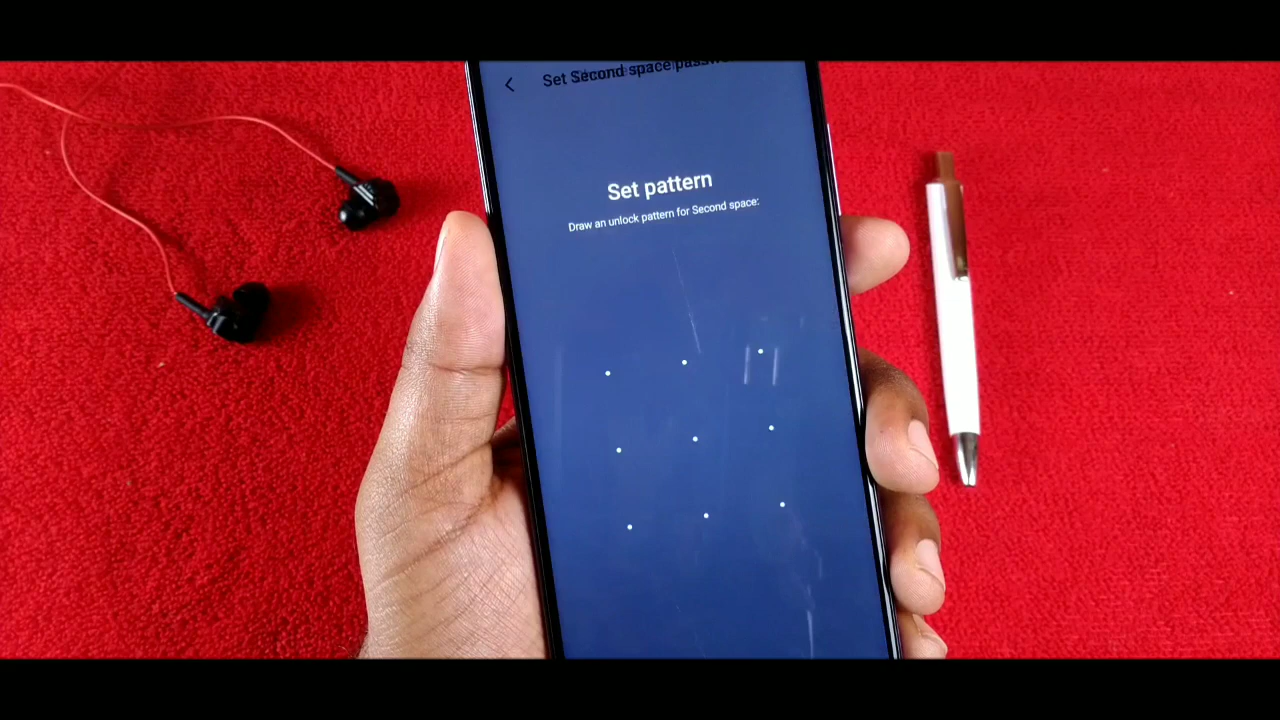 Set Second space
Set pattern
Draw an unlock pattern for Second space: